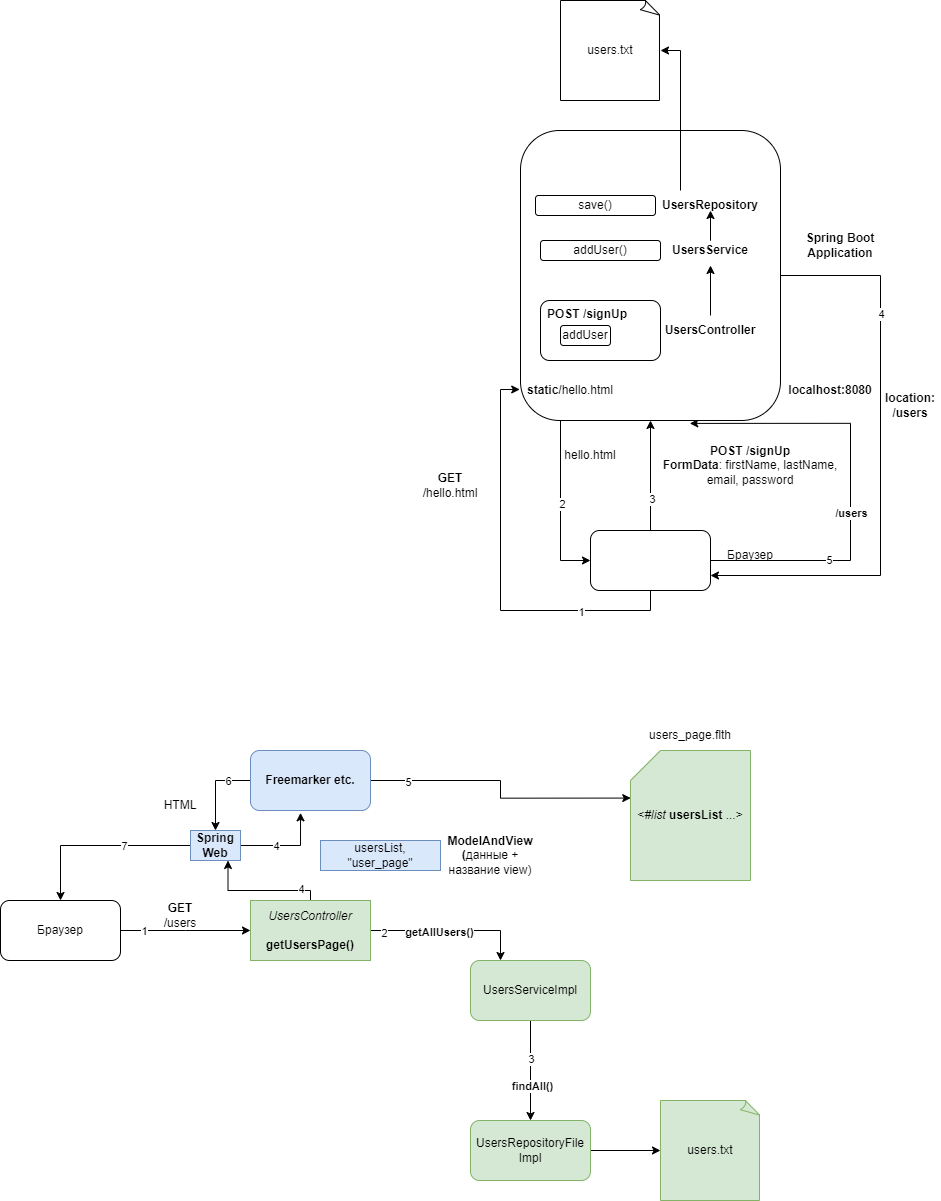 users.txt
save()
UsersRepository
addUser()
UsersService
Spring Boot
Application
POST /signUp
addUser
UsersController
4
static/hello.html
localhost:8080
location:
/users
hello.html
POST /signUp
FormData: firstName, lastName,
email, password
GET
/hello.html
2
3
/users
Браузер
5
1
users_page.flth
Freemarker etc.
6
5
HTML
<#list usersList ...>
Spring
Web
7
4
usersList,
"user_page"
ModelAndView
(данные +
название view)
4
GET
/users
UsersController
Браузер
1
getUsersPage()
2
getAllUsers()
UsersServiceImpl
3
findAll()
UsersRepositoryFile
Impl
users.txt